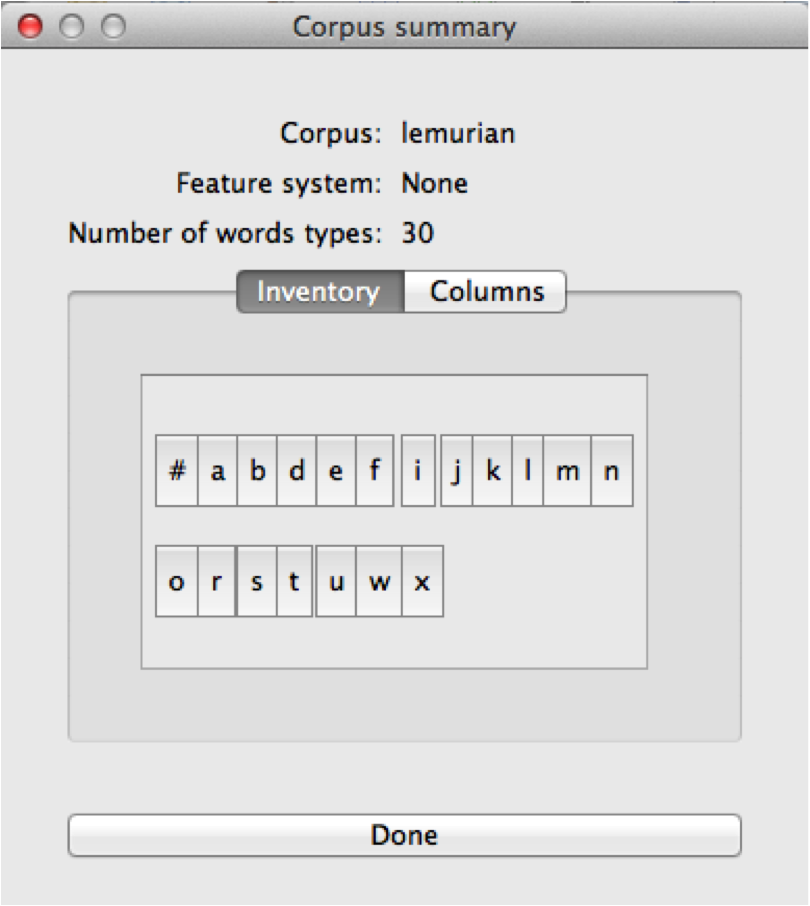 Corpus summary
Corpus: lemurian
Feature system: None
Number of words types: 30
Inventory Columns
# a b d e f i j k l m n
o r s t u w x
Done